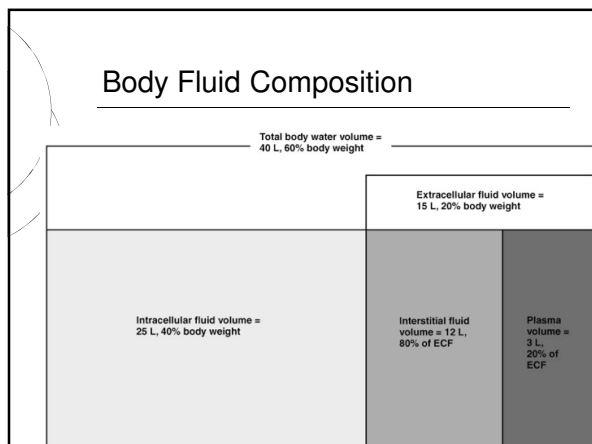 Body Fluid Composition
Total body water volume =
40 L, 60% body weight
Extracellular fluid volume =
15 L, 20% body weight
Intracellular fluid volume =
25 L, 40% body weight
Interstitial fluid
volume = 12 L,
80% of ECF
Plasma
volume =
3 L,
20% of
ECF